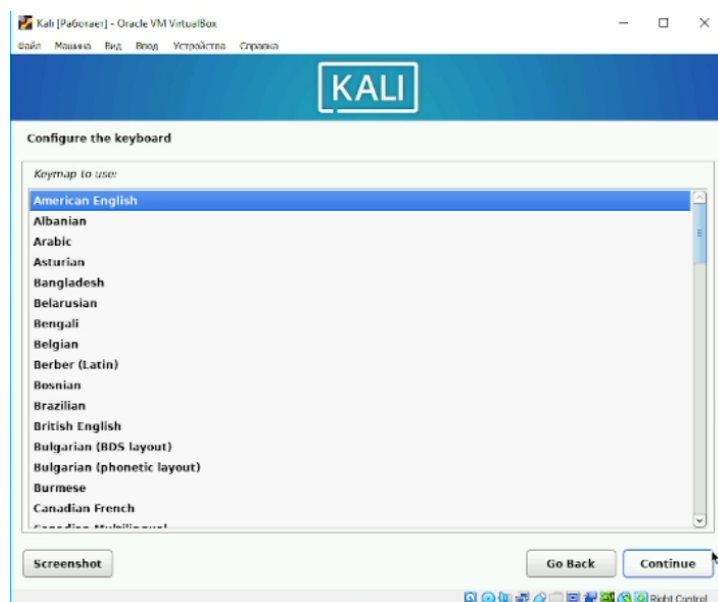 Kali [Работает] - Oracle VM VirtualBox
Файл Машина Вид Ввод Устройства Справка
KALI
Configure the keyboard
Keymap to use:
American English
Albanian
Arabic
Asturian
Bangladesh
Belarusian
Bengali
Belgian
Berber (Latin)
Bosnian
Brazilian
British English
Bulgarian (BDS layout)
Bulgarian (phonetic layout)
Burmese
Canadian French
Canadian Multilingual
Screenshot Go Back Continue
Right Control